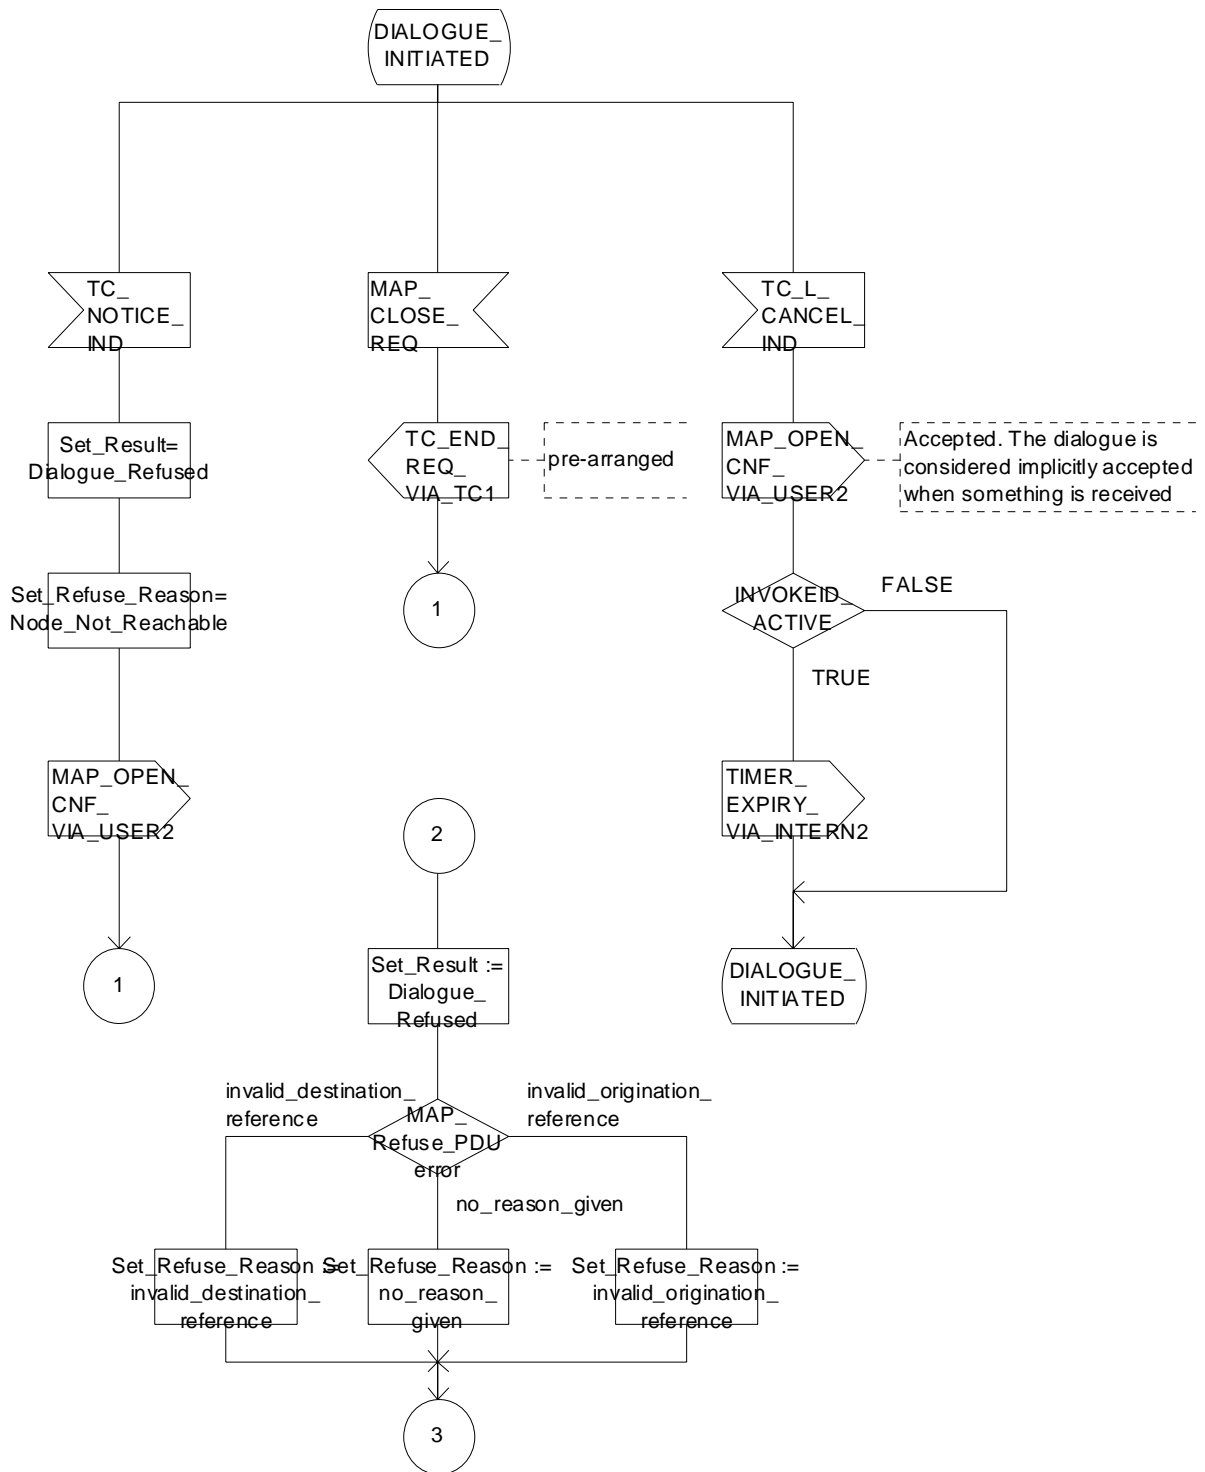 DIALOGUE_
INITIATED
TC_
NOTICE_
IND
MAP_
CLOSE_
REQ
TC_L_
CANCEL_
IND
Set_Result=
Dialogue_Refused
TC_END_
REQ_
VIA_TC1
pre-arranged
MAP_OPEN_
CNF_
VIA_USER2
Accepted. The dialogue is
considered implicitly accepted
when something is received
Set_Refuse_Reason=
Node_Not_Reachable
1
INVOKEID_
ACTIVE
FALSE
TRUE
MAP_OPEN_
CNF_
VIA_USER2
2
TIMER_
EXPIRY_
VIA_INTERN2
1
Set_Result :=
Dialogue_
Refused
DIALOGUE_
INITIATED
invalid_destination_
reference
MAP_
Refuse_PDU
error
invalid_origination_
reference
no_reason_given
Set_Refuse_Reason :=
invalid_destination_
reference
Set_Refuse_Reason :=
no_reason_
given
Set_Refuse_Reason :=
invalid_origination_
reference
3